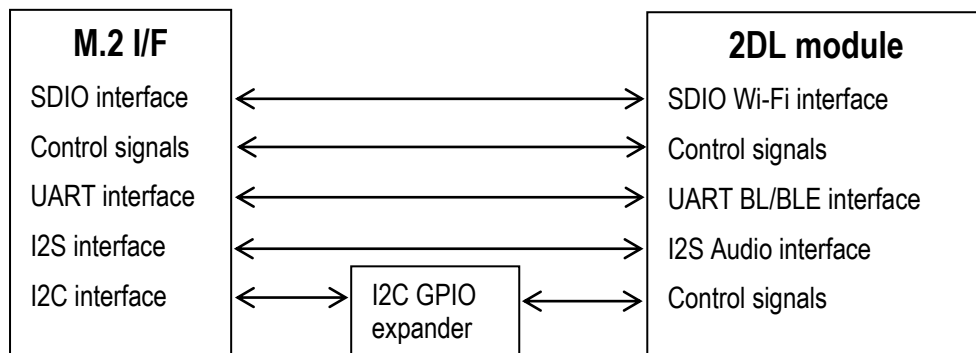 M.2 I/F
SDIO interface
Control signals
UART interface
I2S interface
I2C interface
I2C GPIO
expander
2DL module
SDIO Wi-Fi interface
Control signals
UART BL/BLE interface
I2S Audio interface
Control signals